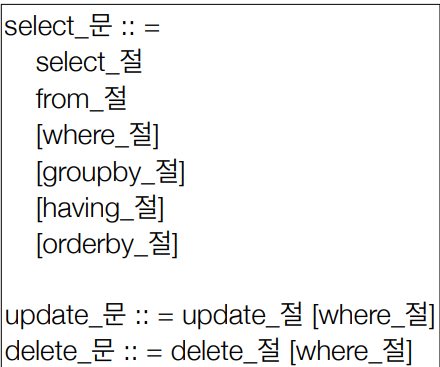 select_문 :: =
select_절
from_절
[where_절]
[groupby_절]
[having_절]
[orderby_절]
update_문 :: = update_절 [where_절]
delete_문 :: = delete_절 [where_절]